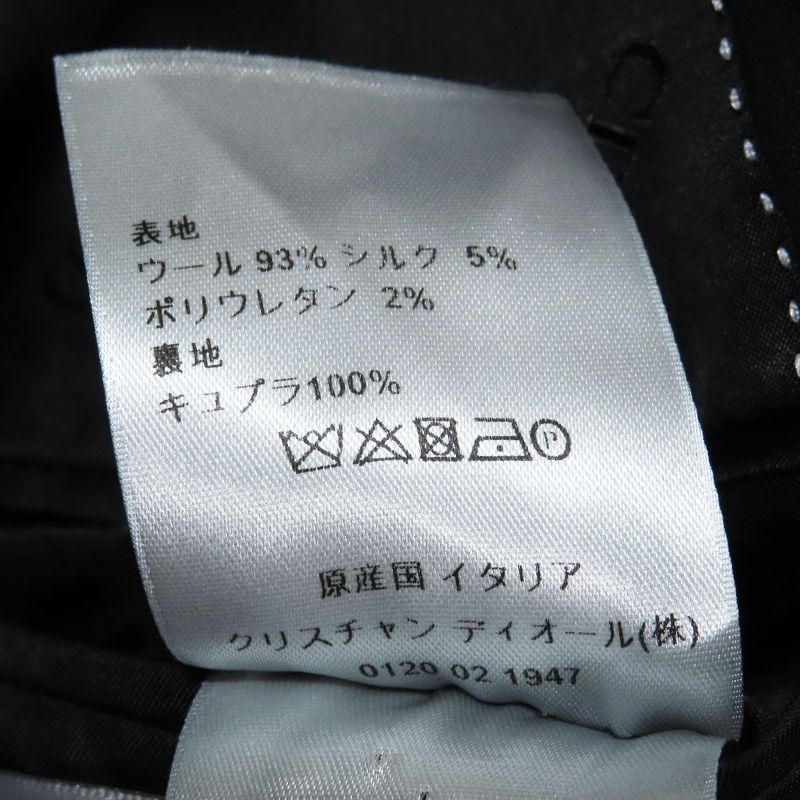 表地
ウール 93% シルク 5%
ポリウレタン 2%
裏地
キュプラ100%
P
原産国 イタリア
クリスチャン ディオール(株)
0120 02 1947